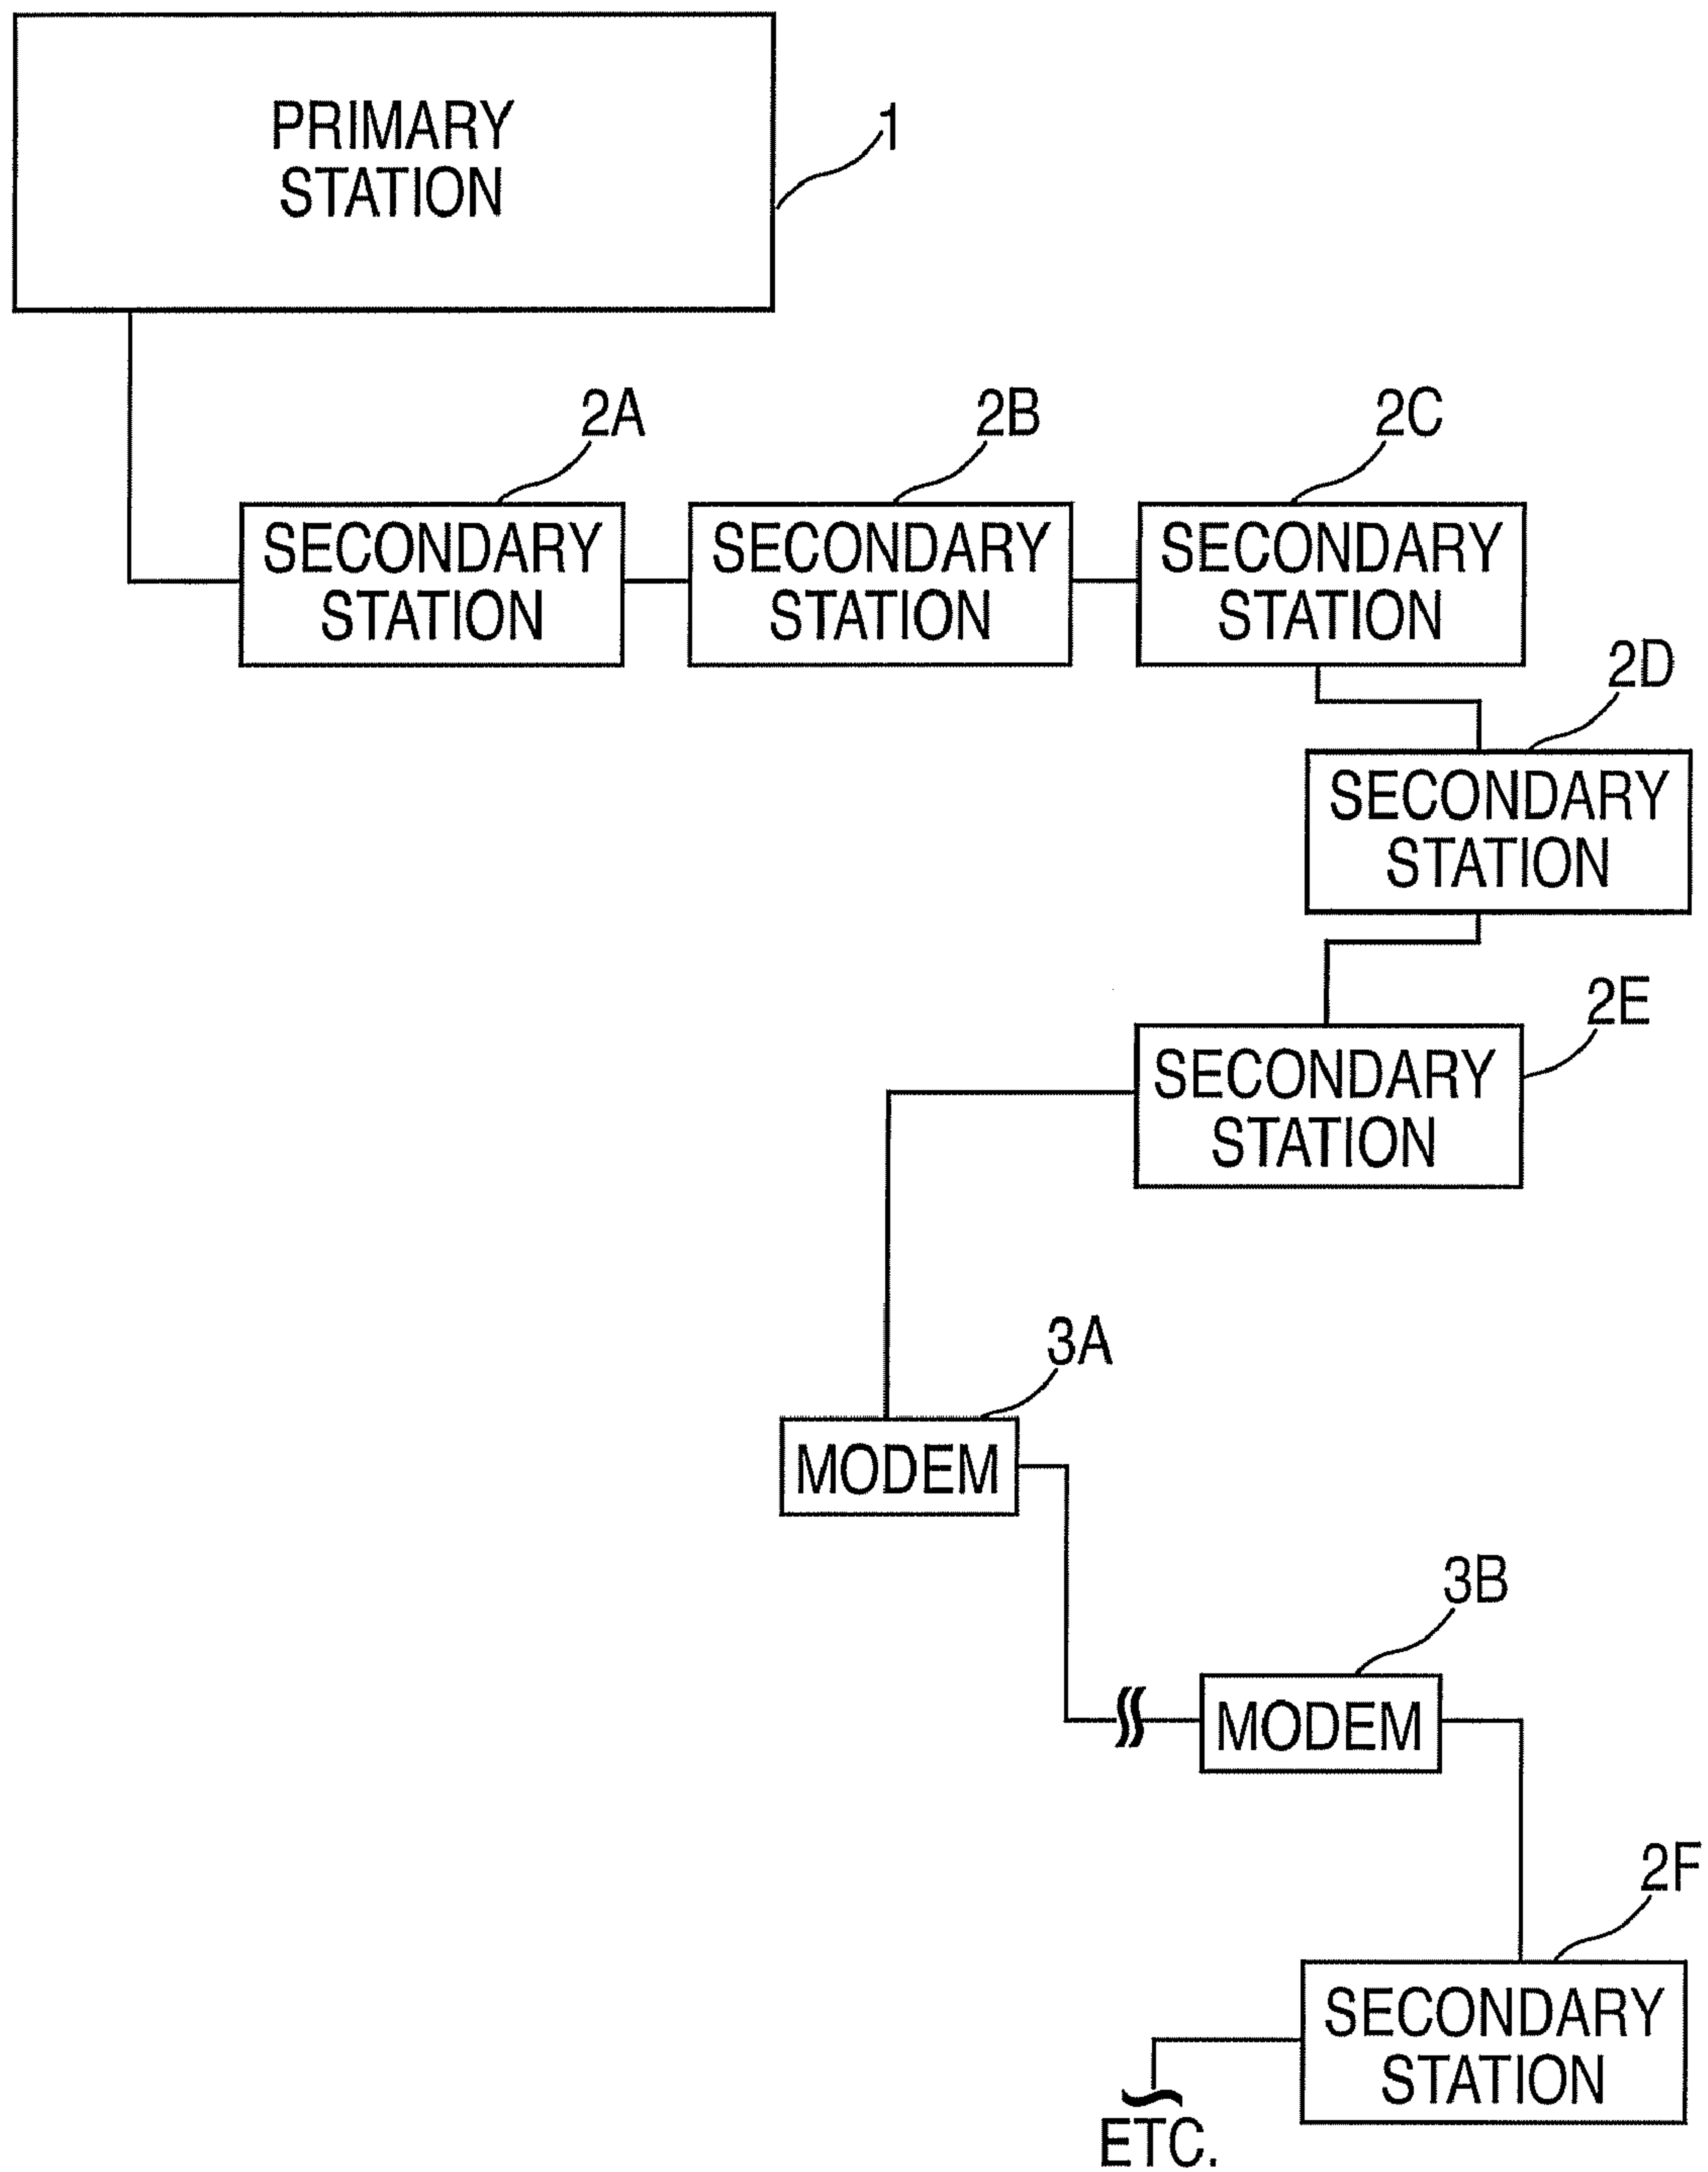 PRIMARY
STATION
1
2A
2B
2C
SECONDARY
STATION
SECONDARY
STATION
SECONDARY
STATION
2D
SECONDARY
STATION
2E
SECONDARY
STATION
3A
MODEM
3B
MODEM
2F
SECONDARY
STATION
ETC.